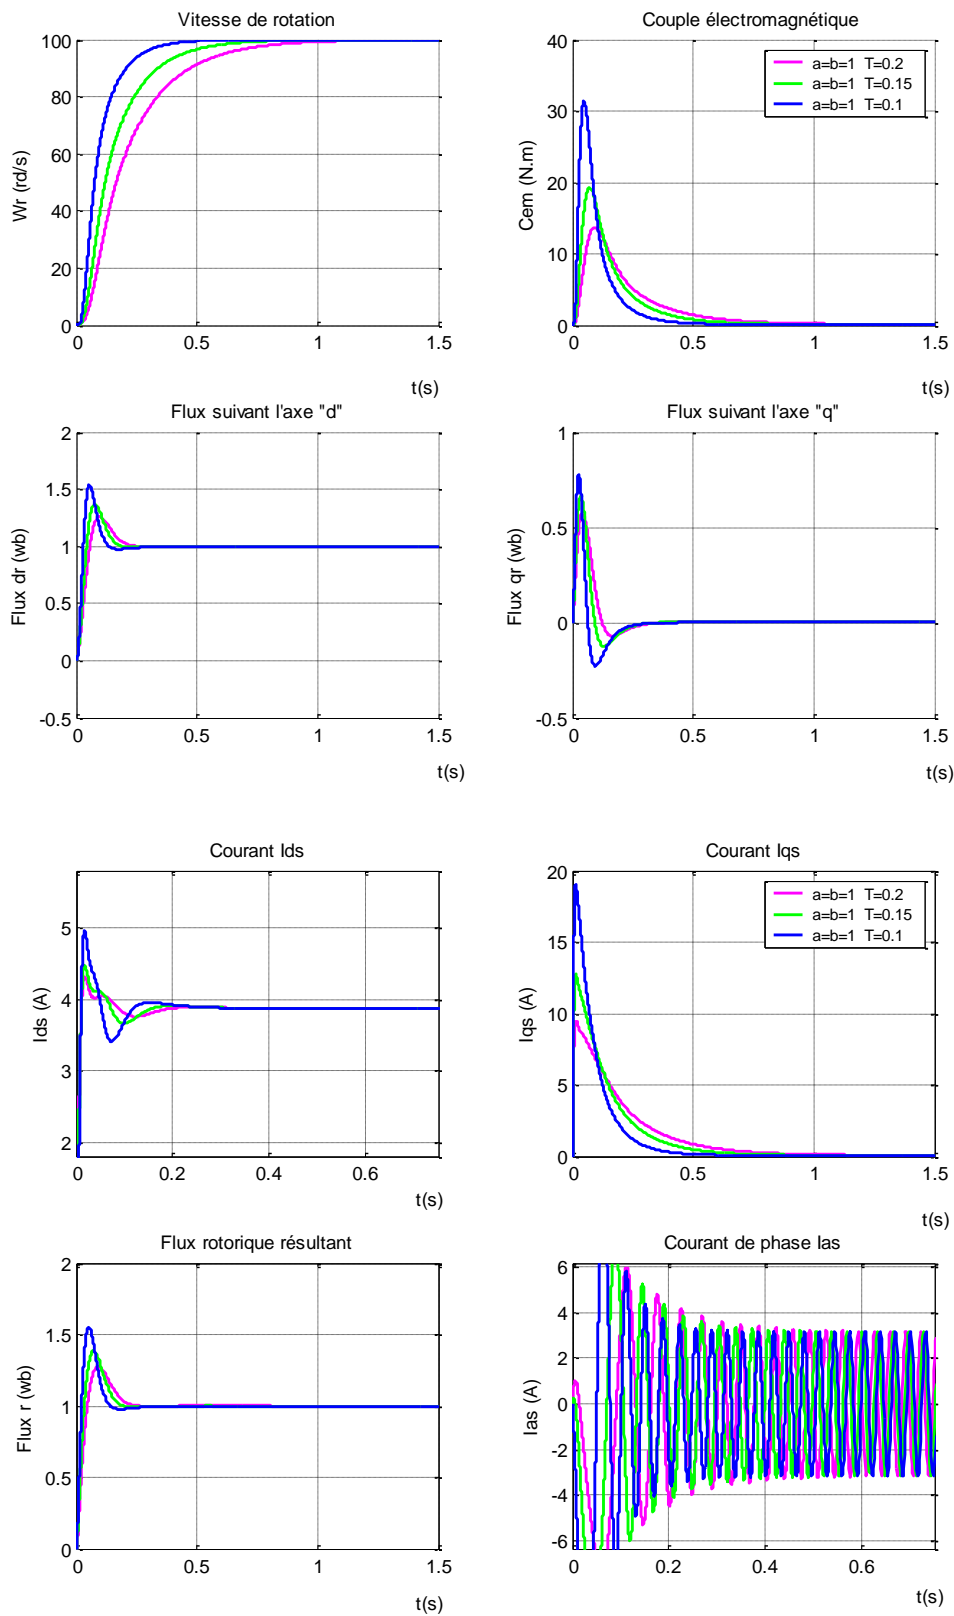 Vitesse de rotation
100
80
60
40
20
0
Wr (rd/s)
0
0.5
1
1.5
t(s)
Couple électromagnétique
40
30
20
10
0
Cem (N.m)
a=b=1 T=0.2
a=b=1 T=0.15
a=b=1 T=0.1
0
0.5
1
1.5
t(s)
Flux suivant l'axe "d"
2
1.5
1
0.5
0
-0.5
Flux dr (wb)
0
0.5
1
1.5
t(s)
Flux suivant l'axe "q"
1
0.5
0
-0.5
Flux qr (wb)
0
0.5
1
1.5
t(s)
Courant Ids
5
4
3
2
Ids (A)
0
0.2
0.4
0.6
t(s)
Courant Iqs
20
15
10
5
0
Iqs (A)
a=b=1 T=0.2
a=b=1 T=0.15
a=b=1 T=0.1
0
0.5
1
1.5
t(s)
Flux rotorique résultant
2
1.5
1
0.5
0
Flux r (wb)
0
0.5
1
1.5
t(s)
Courant de phase Ias
6
4
2
0
-2
-4
-6
Ias (A)
0
0.2
0.4
0.6
t(s)